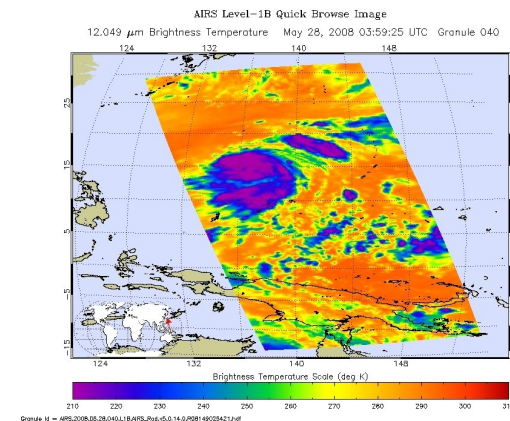 AIRS Level-1B Quick Browse Image
12.049 μm Brightness Temperature May 28, 2008 03:59:25 UTC Granule 040
124 132 140 148
25
15
5
-5
-15
124 132 140 148
Brightness Temperature Scale (deg K)
210 220 230 240 250 260 270 280 290 300 31
Granule Id = AIRS.2008.05.28.040.L1B.AIRS_Rad.v5.0.14.0.R08149025421.hdf